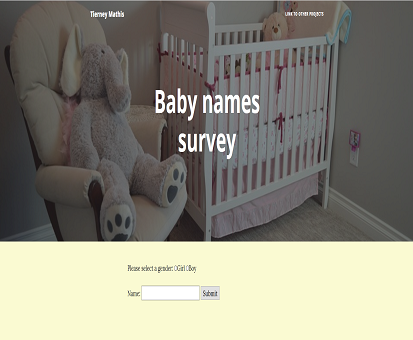 Tierney Mathis
LINK TO OTHER PROJECTS
Baby names
survey
Please select a gender: Girl Boy
Name: Submit